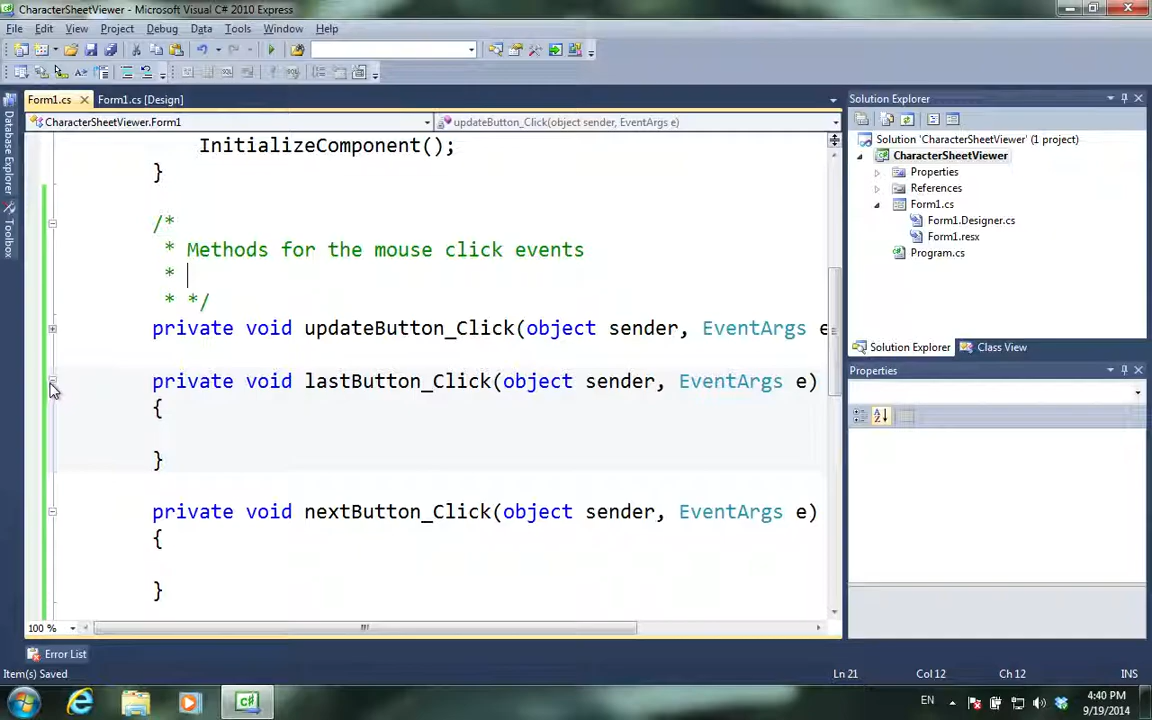 CharacterSheetViewer - Microsoft Visual C# 2010 Express
File Edit View Project Debug Data Tools Window Help
Form1.cs Form1.cs [Design]
CharacterSheetViewer.Form1 updateButton_Click(object sender, EventArgs e)
InitializeComponent();
}
/*
* Methods for the mouse click events
*
* */
private void updateButton_Click(object sender, EventArgs e
private void lastButton_Click(object sender, EventArgs e)
{
}
private void nextButton_Click(object sender, EventArgs e)
{
}
100 %
Database Explorer
Toolbox
Solution Explorer
Solution 'CharacterSheetViewer' (1 project)
CharacterSheetViewer
Properties
References
Form1.cs
Form1.Designer.cs
Form1.resx
Program.cs
Solution Explorer Class View
Properties
Error List
Item(s) Saved Ln 21 Col 12 Ch 12 INS
EN 4:40 PM
9/19/2014